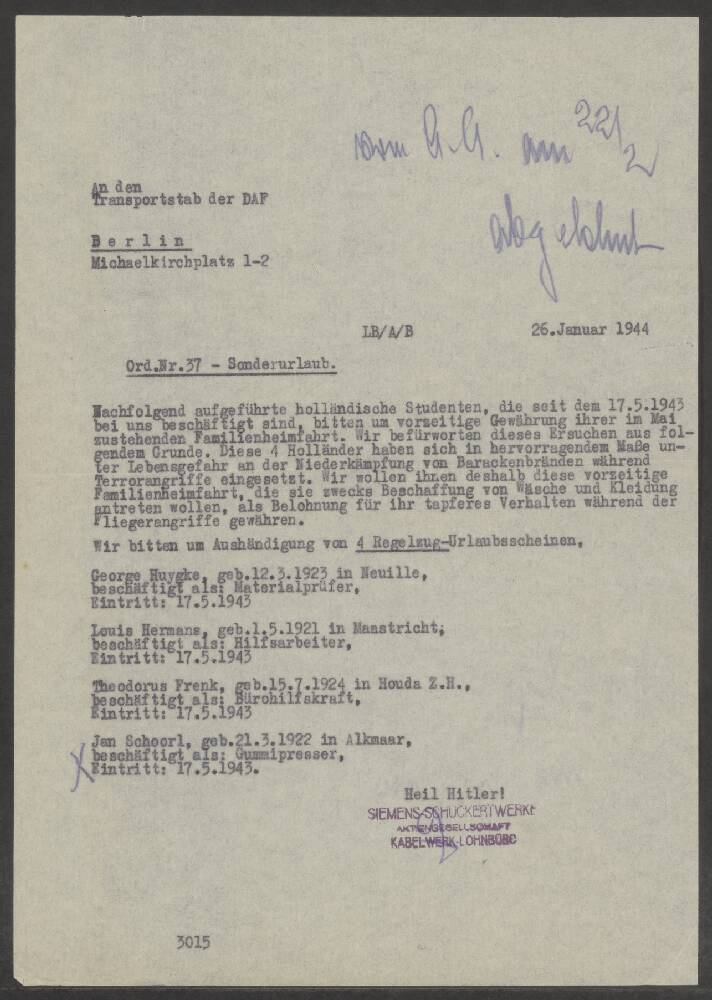 vom A.A. am 22/2
abgelehnt
An den
Transportstab der DAF
Berlin
Michaelkirchplatz 1-2
LB/A/B 26.Januar 1944
Ord.Nr.37 - Sonderurlaub.
Nachfolgend aufgeführte holländische Studenten, die seit dem 17.5.1943
bei uns beschäftigt sind, bitten um vorzeitige Gewährung ihrer im Mai
zustehenden Familienheimfahrt. Wir befürworten dieses Ersuchen aus fol-
gendem Grunde. Diese 4 Holländer haben sich in hervorragendem Maße un-
ter Lebensgefahr an der Niederkämpfung von Barackenbränden während
Terrorangriffe eingesetzt. Wir wollen ihnen deshalb diese vorzeitige
Familienheimfahrt, die sie zwecks Beschaffung von Wäsche und Kleidung
antreten wollen, als Belohnung für ihr tapferes Verhalten während der
Fliegerangriffe gewähren.
Wir bitten um Aushändigung von 4 Regelzug-Urlaubsscheinen,
George Huygke, geb.12.3.1923 in Neuille,
beschäftigt als: Materialprüfer,
Eintritt: 17.5.1943
Louis Hermans, geb.1.5.1921 in Maastricht;
beschäftigt als: Hilfsarbeiter,
Eintritt: 17.5.1943
Theodorus Frenk, geb.15.7.1924 in Houda Z.H.,
beschäftigt als: Bürohilfskraft,
Eintritt: 17.5.1943
Jan Schoorl, geb.21.3.1922 in Alkmaar,
beschäftigt als: Gummipresser,
X Eintritt: 17.5.1943.
Heil Hitler!
SIEMENS-SCHUCKERTWERKE
AKTIENGESELLSCHAFT
KABELWERK-LOHNBÜRO
3015